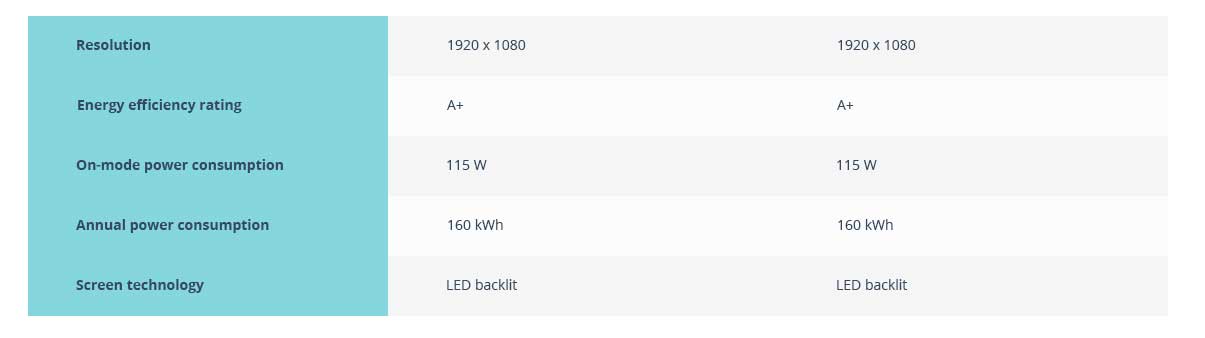 Resolution 1920 x 1080 1920 x 1080
Energy efficiency rating A+ A+
On-mode power consumption 115 W 115 W
Annual power consumption 160 kWh 160 kWh
Screen technology LED backlit LED backlit